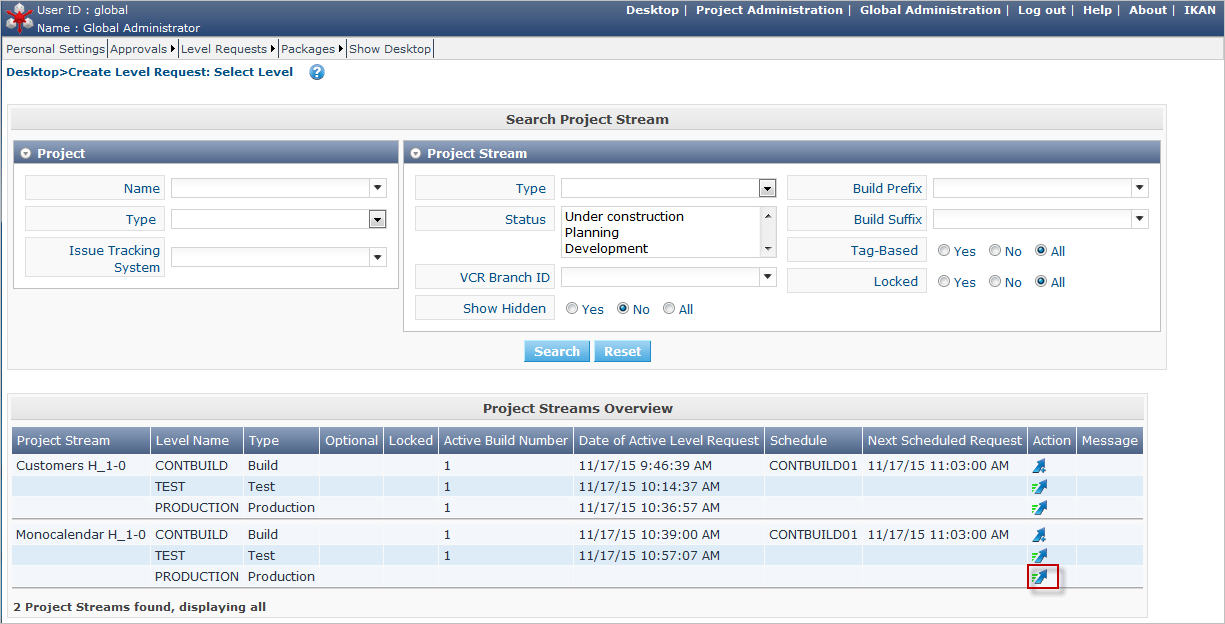 User ID : global
Name : Global Administrator
Desktop | Project Administration | Global Administration | Log out | Help | About | IKAN
Personal Settings Approvals Level Requests Packages Show Desktop
Desktop>Create Level Request: Select Level ?
Search Project Stream
Project
Name
Type
Issue Tracking
System
Project Stream
Type
Status
Under construction
Planning
Development
VCR Branch ID
Show Hidden Yes No All
Build Prefix
Build Suffix
Tag-Based Yes No All
Locked Yes No All
Search Reset
Project Streams Overview
Project Stream Level Name Type Optional Locked Active Build Number Date of Active Level Request Schedule Next Scheduled Request Action Message
Customers H_1-0 CONTBUILD Build 1 11/17/15 9:46:39 AM CONTBUILD01 11/17/15 11:03:00 AM
TEST Test 1 11/17/15 10:14:37 AM
PRODUCTION Production 1 11/17/15 10:36:57 AM
Monocalendar H_1-0 CONTBUILD Build 1 11/17/15 10:39:00 AM CONTBUILD01 11/17/15 11:03:00 AM
TEST Test 1 11/17/15 10:57:07 AM
PRODUCTION Production
2 Project Streams found, displaying all